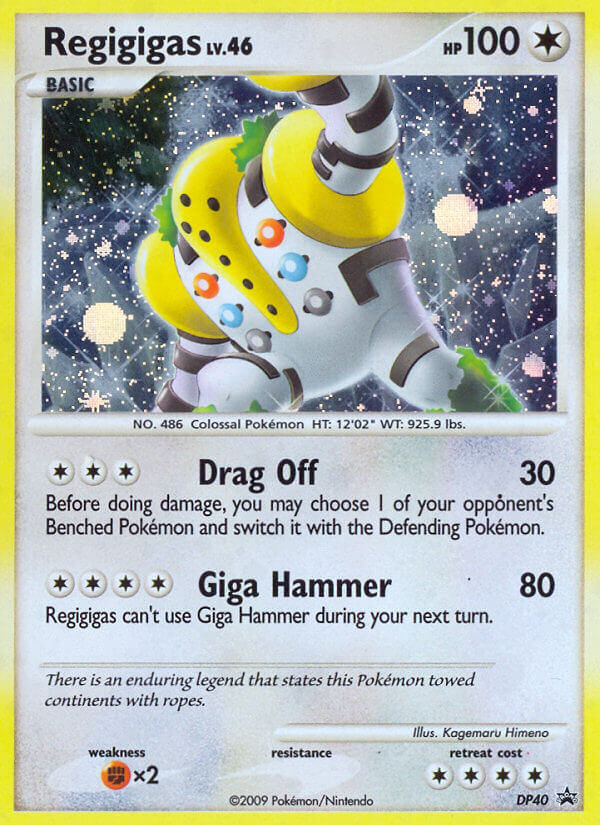 Regigigas LV.46 HP 100
BASIC
NO. 486 Colossal Pokémon HT: 12'02" WT: 925.9 lbs.
Drag Off 30
Before doing damage, you may choose 1 of your opponent's
Benched Pokémon and switch it with the Defending Pokémon.
Giga Hammer 80
Regigigas can't use Giga Hammer during your next turn.
There is an enduring legend that states this Pokémon towed
continents with ropes.
Illus. Kagemaru Himeno
weakness resistance retreat cost
×2
©2009 Pokémon/Nintendo DP40